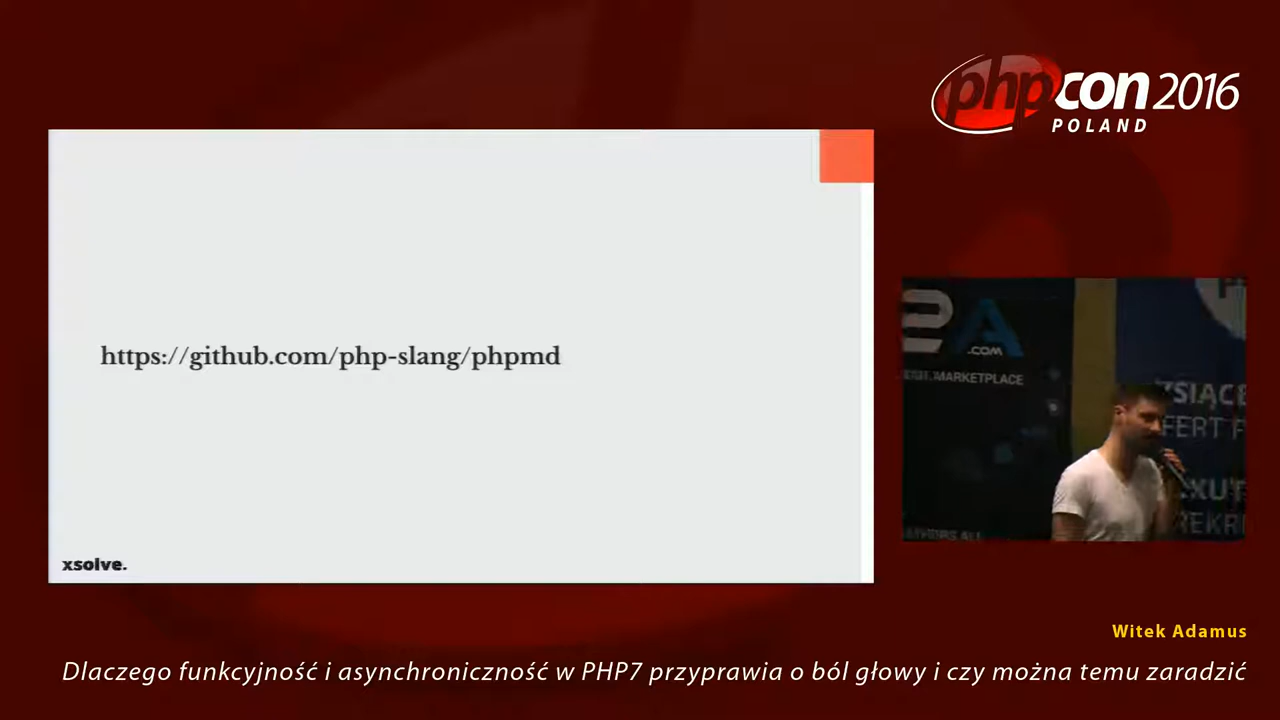 phpcon 2016
POLAND
https://github.com/php-slang/phpmd
xsolve.
.COM
MARKETPLACE
Witek Adamus
Dlaczego funkcyjność i asynchroniczność w PHP7 przyprawia o ból głowy i czy można temu zaradzić